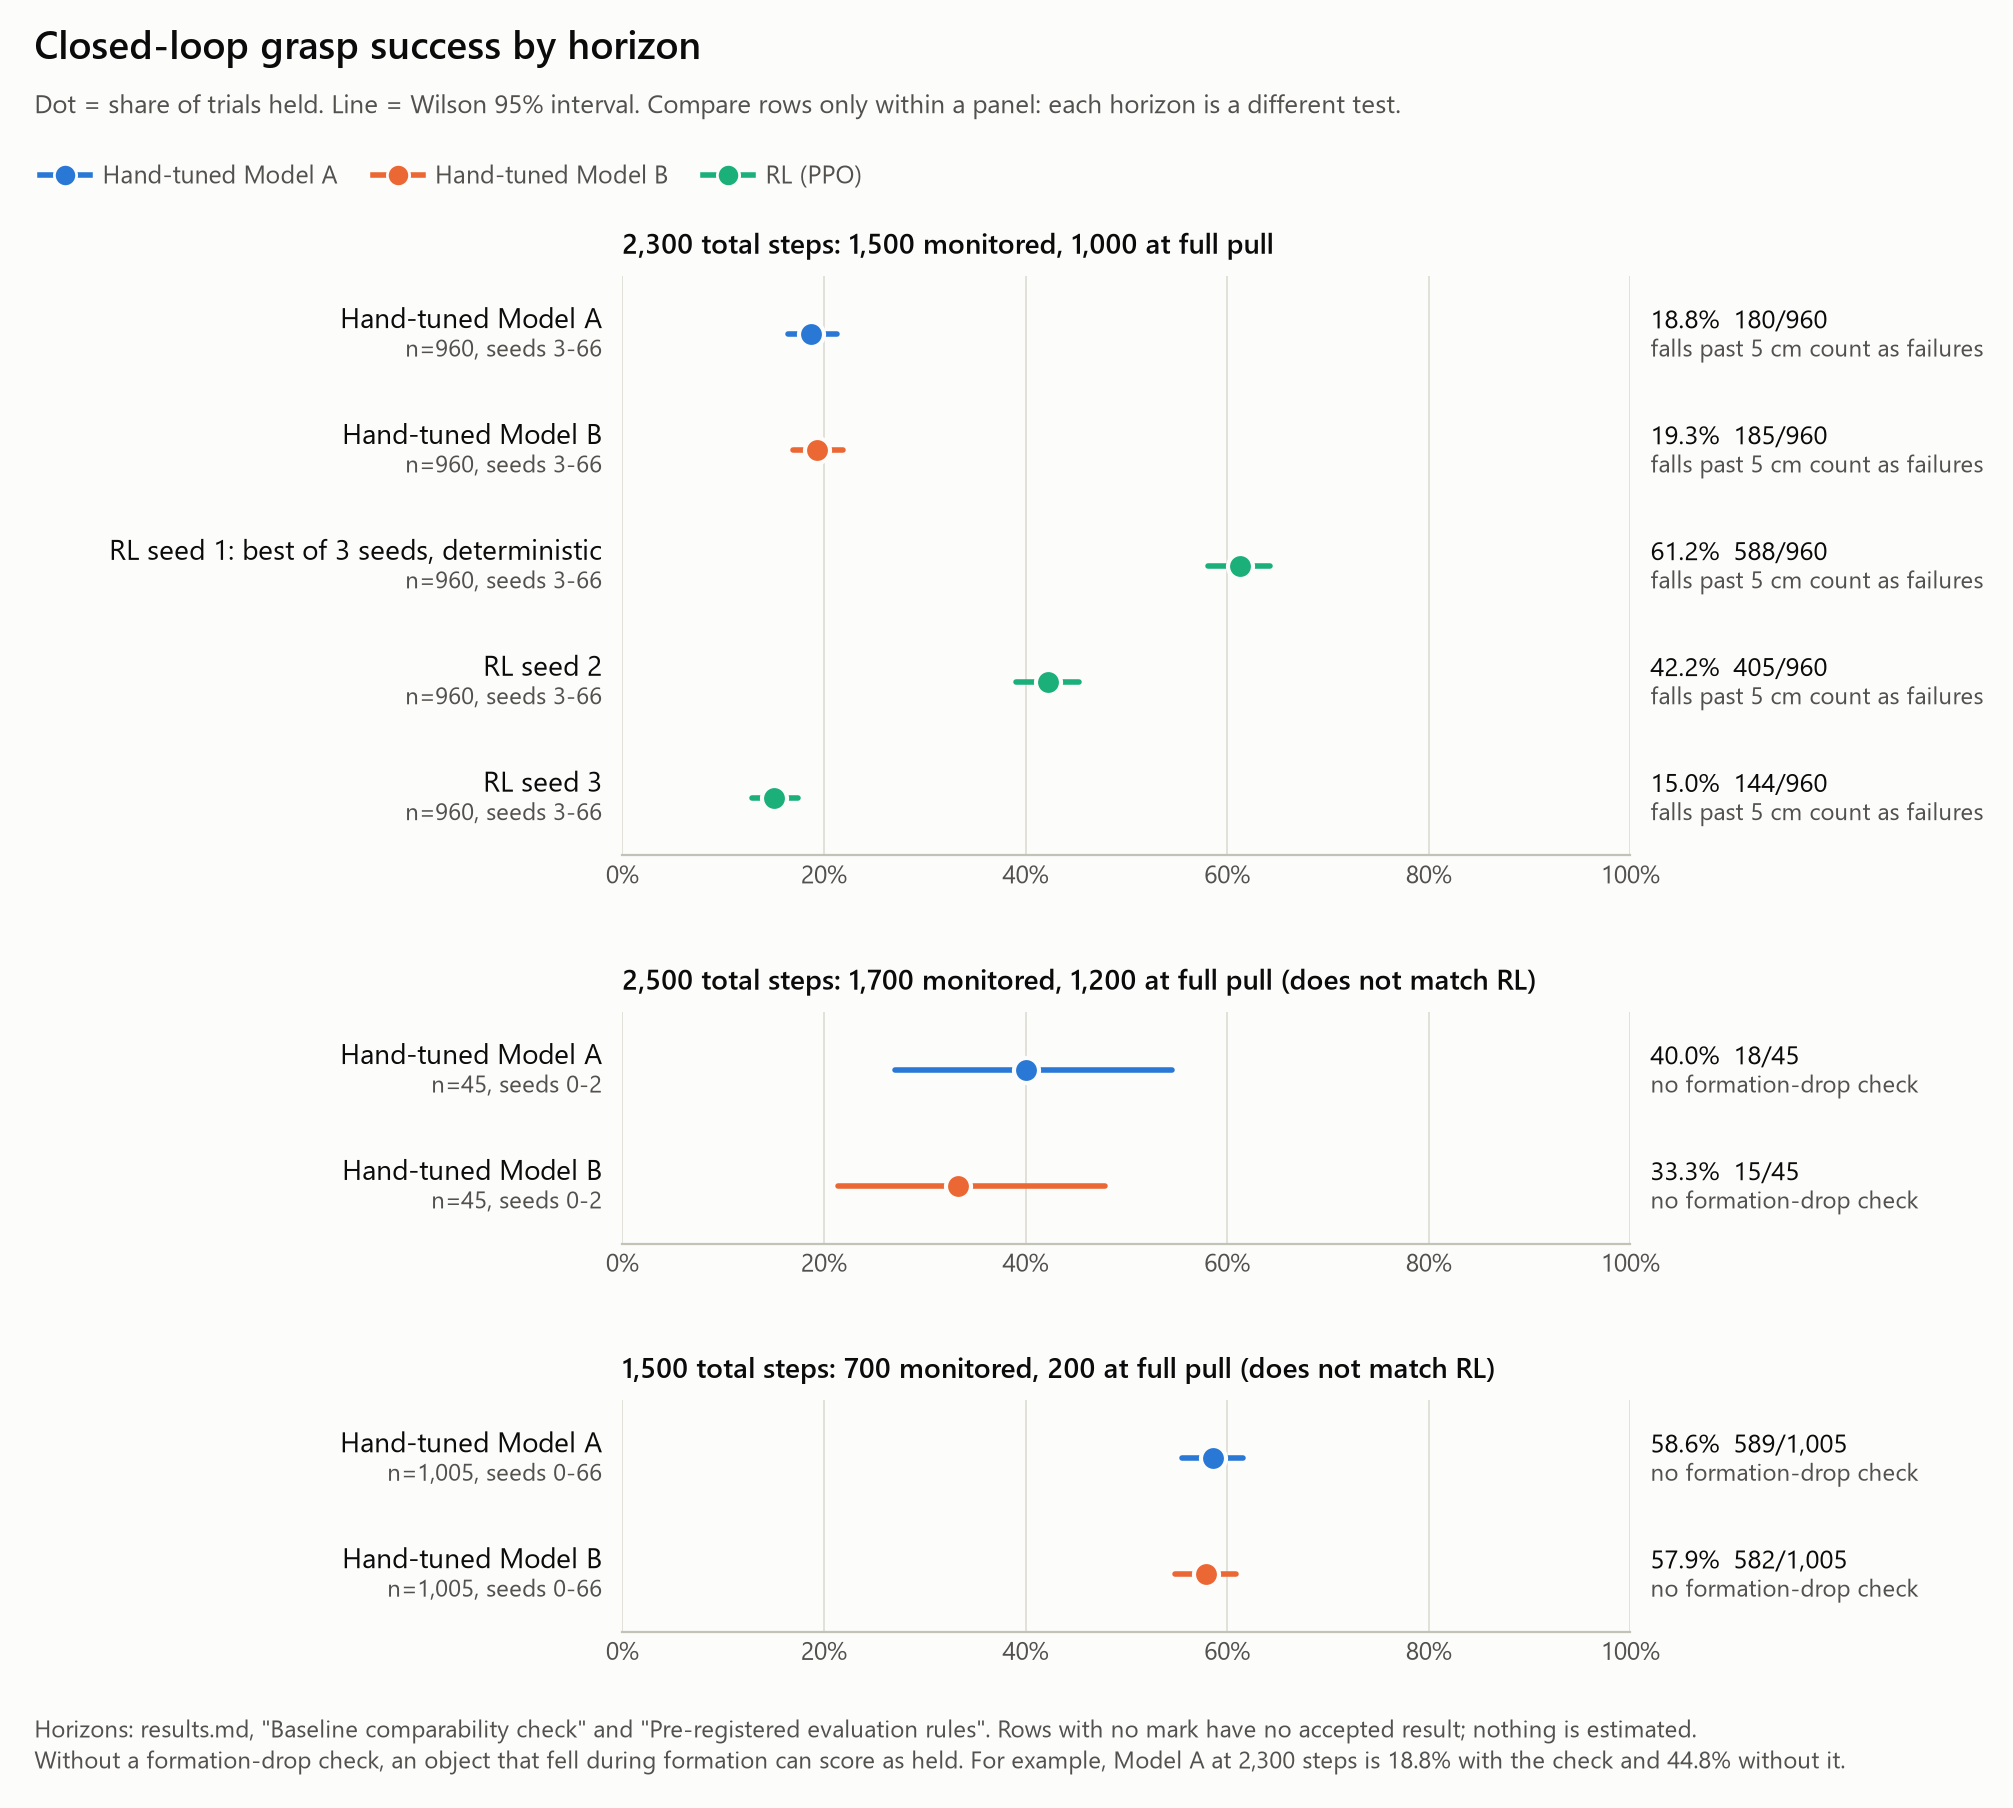 Closed-loop grasp success by horizon
Dot = share of trials held. Line = Wilson 95% interval. Compare rows only within a panel: each horizon is a different test.
Hand-tuned Model A
Hand-tuned Model B
RL (PPO)
2,300 total steps: 1,500 monitored, 1,000 at full pull
Hand-tuned Model A
n=960, seeds 3-66
18.8% 180/960
falls past 5 cm count as failures
Hand-tuned Model B
n=960, seeds 3-66
19.3% 185/960
falls past 5 cm count as failures
RL seed 1: best of 3 seeds, deterministic
n=960, seeds 3-66
61.2% 588/960
falls past 5 cm count as failures
RL seed 2
n=960, seeds 3-66
42.2% 405/960
falls past 5 cm count as failures
RL seed 3
n=960, seeds 3-66
15.0% 144/960
falls past 5 cm count as failures
0% 20% 40% 60% 80% 100%
2,500 total steps: 1,700 monitored, 1,200 at full pull (does not match RL)
Hand-tuned Model A
n=45, seeds 0-2
40.0% 18/45
no formation-drop check
Hand-tuned Model B
n=45, seeds 0-2
33.3% 15/45
no formation-drop check
0% 20% 40% 60% 80% 100%
1,500 total steps: 700 monitored, 200 at full pull (does not match RL)
Hand-tuned Model A
n=1,005, seeds 0-66
58.6% 589/1,005
no formation-drop check
Hand-tuned Model B
n=1,005, seeds 0-66
57.9% 582/1,005
no formation-drop check
0% 20% 40% 60% 80% 100%
Horizons: results.md, "Baseline comparability check" and "Pre-registered evaluation rules". Rows with no mark have no accepted result; nothing is estimated.
Without a formation-drop check, an object that fell during formation can score as held. For example, Model A at 2,300 steps is 18.8% with the check and 44.8% without it.